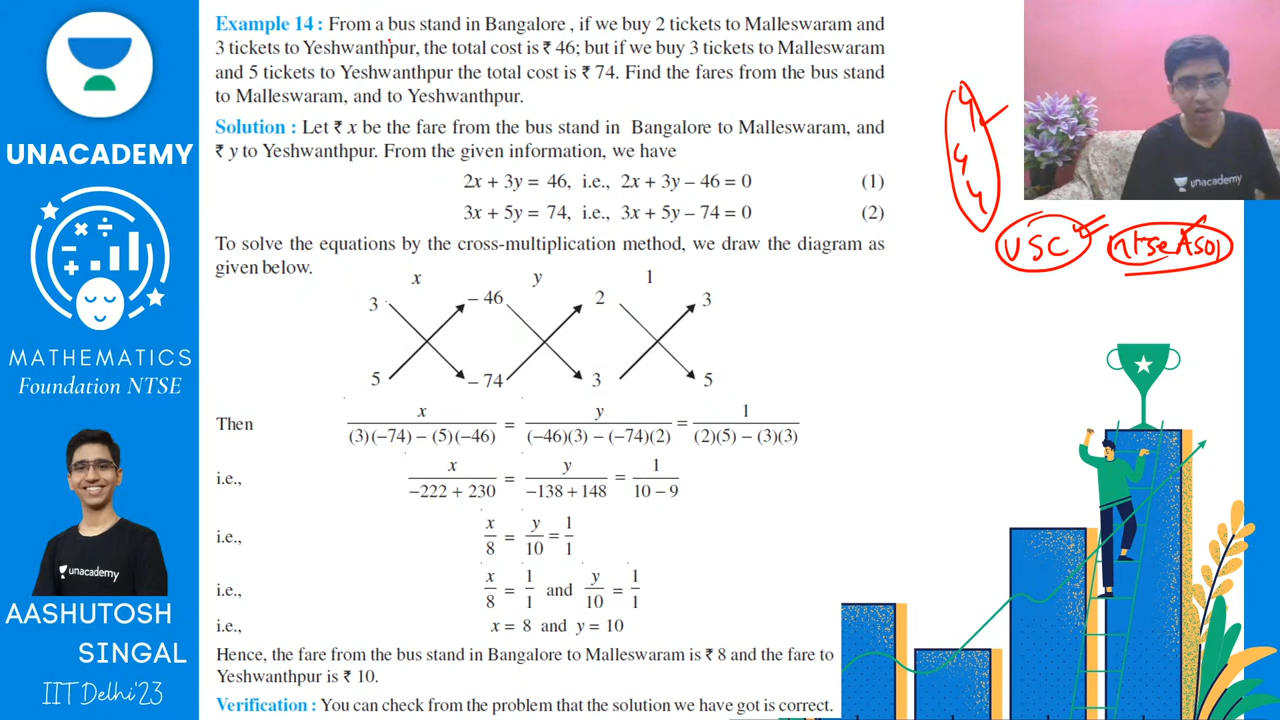 Example 14 : From a bus stand in Bangalore , if we buy 2 tickets to Malleswaram and
3 tickets to Yeshwanthpur, the total cost is ₹ 46; but if we buy 3 tickets to Malleswaram
and 5 tickets to Yeshwanthpur the total cost is ₹ 74. Find the fares from the bus stand
to Malleswaram, and to Yeshwanthpur.
Solution : Let ₹ x be the fare from the bus stand in Bangalore to Malleswaram, and
₹ y to Yeshwanthpur. From the given information, we have
2x + 3y = 46, i.e., 2x + 3y – 46 = 0 (1)
3x + 5y = 74, i.e., 3x + 5y – 74 = 0 (2)
To solve the equations by the cross-multiplication method, we draw the diagram as
given below.
x y 1
3 – 46 2 3
5 – 74 3 5
Then x/((3)(–74) – (5)(–46)) = y/((–46)(3) – (–74)(2)) = 1/((2)(5) – (3)(3))
i.e., x/(–222 + 230) = y/(–138 + 148) = 1/(10 – 9)
i.e., x/8 = y/10 = 1/1
i.e., x/8 = 1/1 and y/10 = 1/1
i.e., x = 8 and y = 10
Hence, the fare from the bus stand in Bangalore to Malleswaram is ₹ 8 and the fare to
Yeshwanthpur is ₹ 10.
Verification : You can check from the problem that the solution we have got is correct.
UNACADEMY
MATHEMATICS
Foundation NTSE
unacademy
AASHUTOSH
SINGAL
IIT Delhi'23
unacademy
USC
ntseAso1